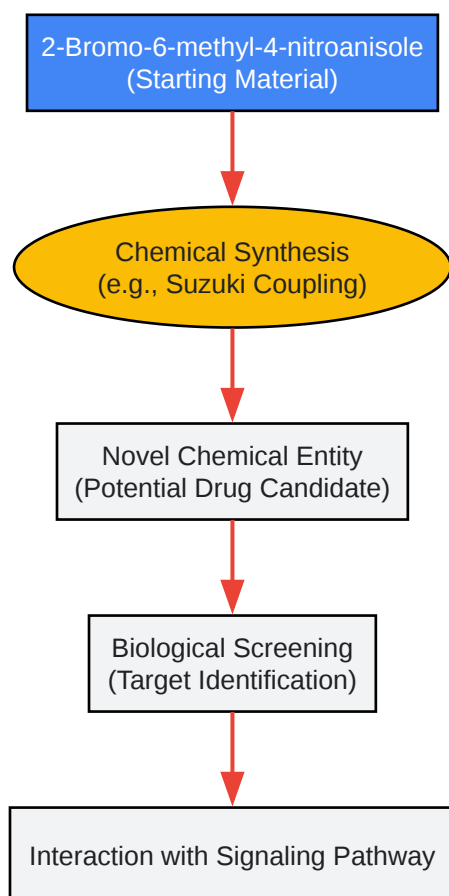 2-Bromo-6-methyl-4-nitroanisole
(Starting Material)
Chemical Synthesis
(e.g., Suzuki Coupling)
Novel Chemical Entity
(Potential Drug Candidate)
Biological Screening
(Target Identification)
Interaction with Signaling Pathway